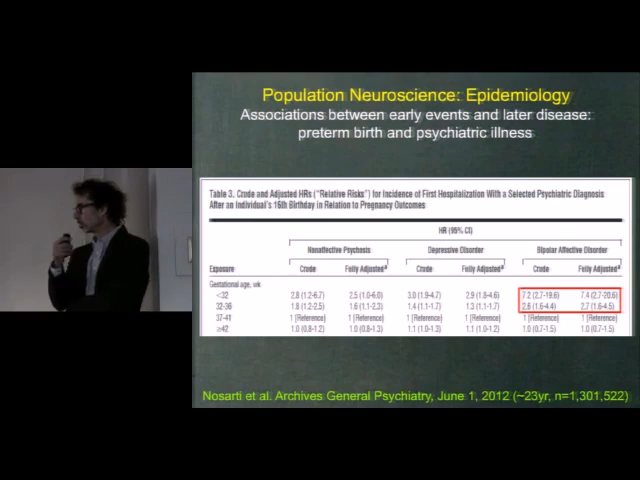 Population Neuroscience: Epidemiology
Associations between early events and later disease:
preterm birth and psychiatric illness
Table 3. Crude and Adjusted HRs ("Relative Risks") for Incidence of First Hospitalization With a Selected Psychiatric Diagnosis
After an Individual's 16th Birthday in Relation to Pregnancy Outcomes
HR (95% CI)
Nonaffective Psychosis Depressive Disorder Bipolar Affective Disorder
Exposure Crude Fully Adjusted a Crude Fully Adjusted a Crude Fully Adjusted a
Gestational age, wk
<32 2.8 (1.2-6.7) 2.5 (1.0-6.0) 3.0 (1.9-4.7) 2.9 (1.8-4.6) 7.2 (2.7-19.6) 7.4 (2.7-20.6)
32-36 1.8 (1.2-2.5) 1.6 (1.1-2.3) 1.4 (1.1-1.7) 1.3 (1.1-1.7) 2.6 (1.6-4.4) 2.7 (1.6-4.5)
37-41 1 [Reference] 1 [Reference] 1 [Reference] 1 [Reference] 1 [Reference] 1 [Reference]
≥42 1.0 (0.8-1.2) 1.0 (0.8-1.3) 1.1 (1.0-1.3) 1.1 (1.0-1.2) 1.0 (0.7-1.5) 1.0 (0.7-1.5)
Nosarti et al. Archives General Psychiatry, June 1, 2012 (~23yr, n=1,301,522)